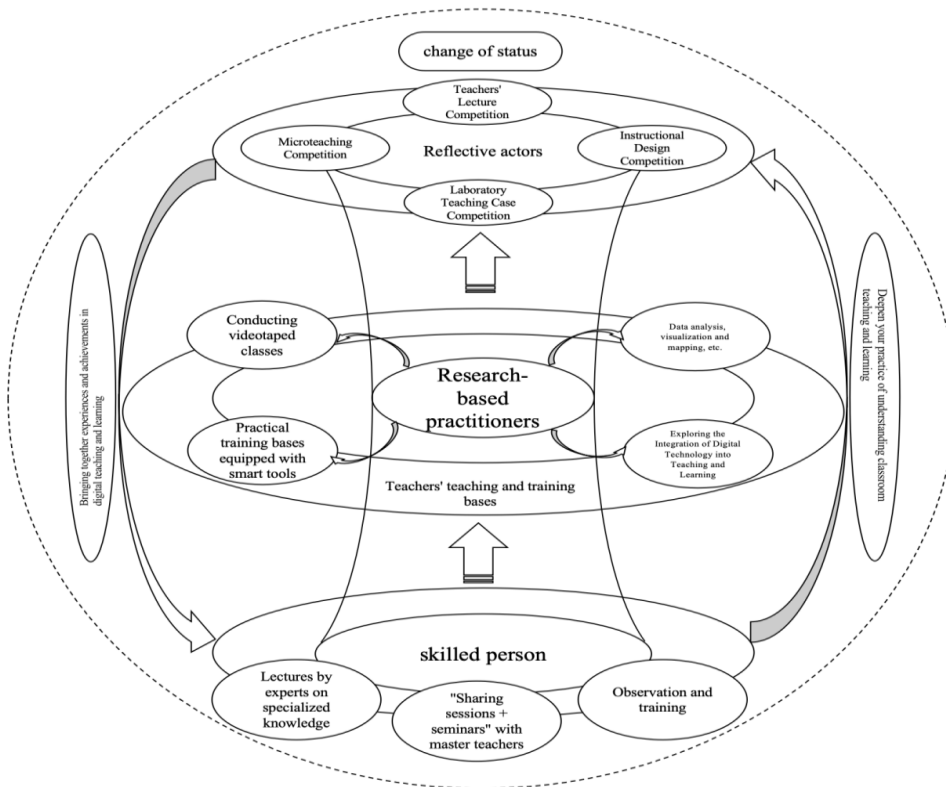 change of status
Teachers'
Lecture
Competition
Microteaching
Competition
Reflective actors
Instructional
Design
Competition
Laboratory
Teaching Case
Competition
Bringing together experiences and achievements in
digital teaching and learning
Deepen your practice of understanding classroom
teaching and learning
Conducting
videotaped
classes
Data analysis,
visualization and
mapping, etc.
Research-
based
practitioners
Practical
training bases
equipped with
smart tools
Exploring the
Integration of Digital
Technology into
Teaching and
Learning
Teachers' teaching and training
bases
skilled person
Lectures by
experts on
specialized
knowledge
"Sharing
sessions +
seminars" with
master teachers
Observation and
training